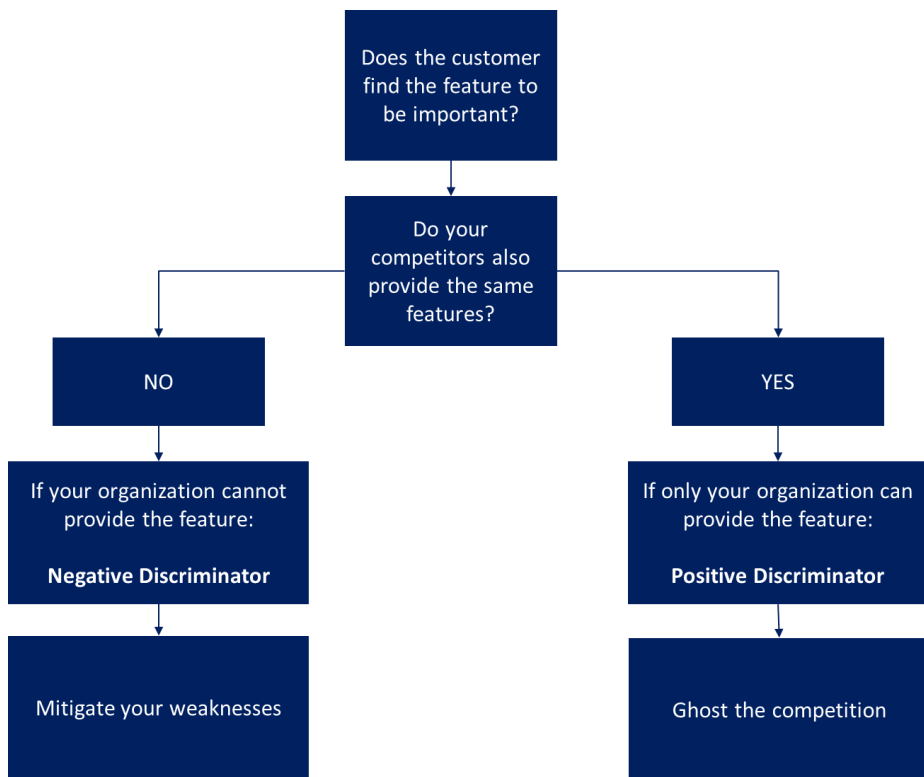 Does the customer
find the feature to
be important?
Do your
competitors also
provide the same
features?
NO
YES
If your organization cannot
provide the feature:
Negative Discriminator
If only your organization can
provide the feature:
Positive Discriminator
Mitigate your weaknesses
Ghost the competition